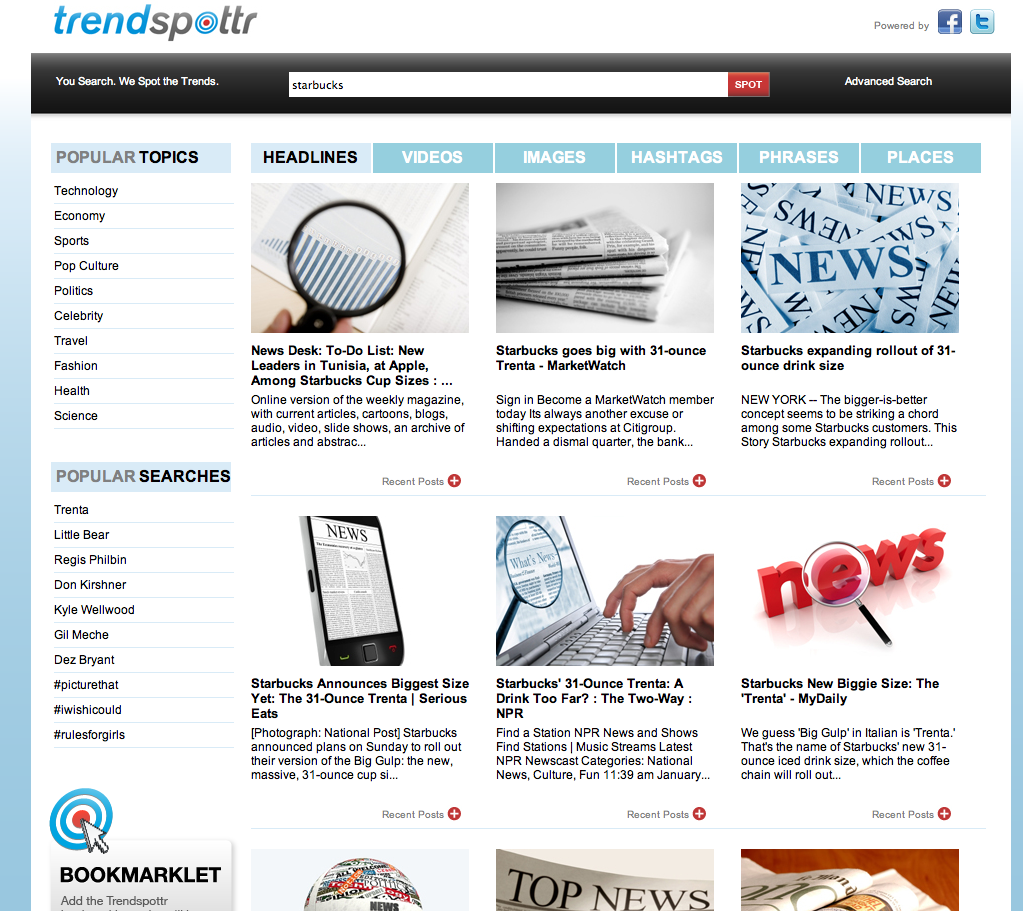 trendspottr
Powered by
You Search. We Spot the Trends.
starbucks
SPOT
Advanced Search
POPULAR TOPICS
Technology
Economy
Sports
Pop Culture
Politics
Celebrity
Travel
Fashion
Health
Science
POPULAR SEARCHES
Trenta
Little Bear
Regis Philbin
Don Kirshner
Kyle Wellwood
Gil Meche
Dez Bryant
#picturethat
#iwishicould
#rulesforgirls
BOOKMARKLET
Add the Trendspottr
HEADLINES
VIDEOS
IMAGES
HASHTAGS
PHRASES
PLACES
News Desk: To-Do List: New
Leaders in Tunisia, at Apple,
Among Starbucks Cup Sizes : ...
Online version of the weekly magazine,
with current articles, cartoons, blogs,
audio, video, slide shows, an archive of
articles and abstrac...
Recent Posts
Starbucks goes big with 31-ounce
Trenta - MarketWatch
Sign in Become a MarketWatch member
today Its always another excuse or
shifting expectations at Citigroup.
Handed a dismal quarter, the bank...
Recent Posts
NEWS
NEWS
NEWS
Starbucks expanding rollout of 31-
ounce drink size
NEW YORK -- The bigger-is-better
concept seems to be striking a chord
among some Starbucks customers. This
Story Starbucks expanding rollout...
Recent Posts
NEWS
Starbucks Announces Biggest Size
Yet: The 31-Ounce Trenta | Serious
Eats
[Photograph: National Post] Starbucks
announced plans on Sunday to roll out
their version of the Big Gulp: the new,
massive, 31-ounce cup si...
Recent Posts
What's News
Starbucks' 31-Ounce Trenta: A
Drink Too Far? : The Two-Way :
NPR
Find a Station NPR News and Shows
Find Stations | Music Streams Latest
NPR Newscast Categories: National
News, Culture, Fun 11:39 am January...
Recent Posts
news
Starbucks New Biggie Size: The
'Trenta' - MyDaily
We guess 'Big Gulp' in Italian is 'Trenta.'
That's the name of Starbucks' new 31-
ounce iced drink size, which the coffee
chain will roll out...
Recent Posts
NEWS
TOP NEWS